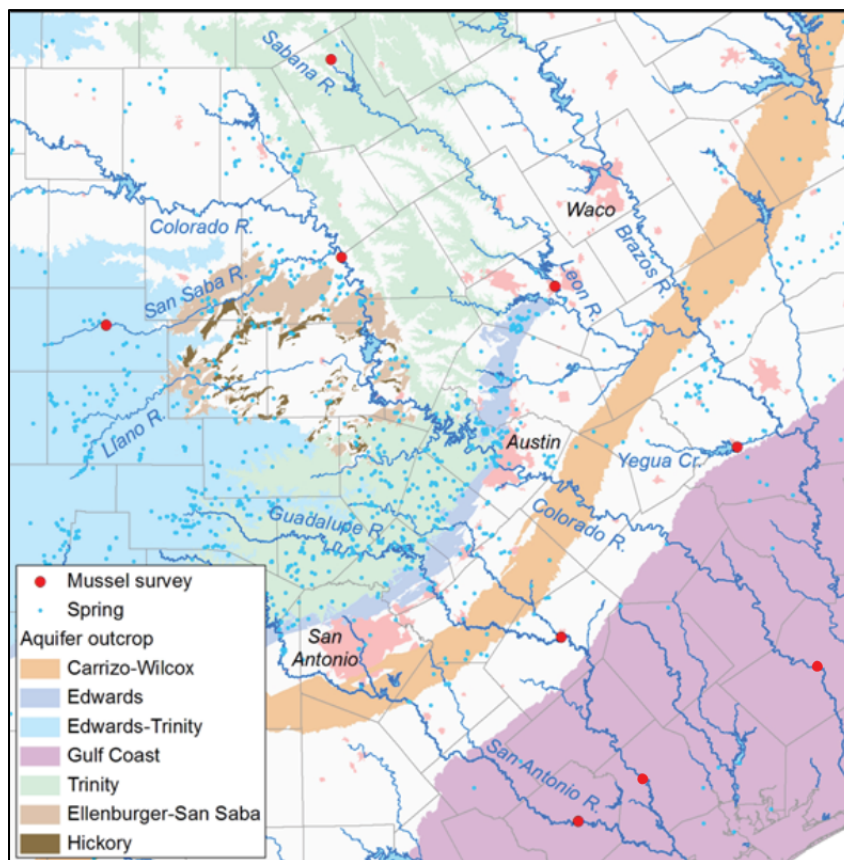 Sabana R.
Waco
Colorado R.
Brazos R.
San Saba R.
Leon R.
Llano R.
Austin
Yegua Cr.
Guadalupe R.
Colorado R.
San
Antonio
San Antonio R.
Mussel survey
Spring
Aquifer outcrop
Carrizo-Wilcox
Edwards
Edwards-Trinity
Gulf Coast
Trinity
Ellenburger-San Saba
Hickory